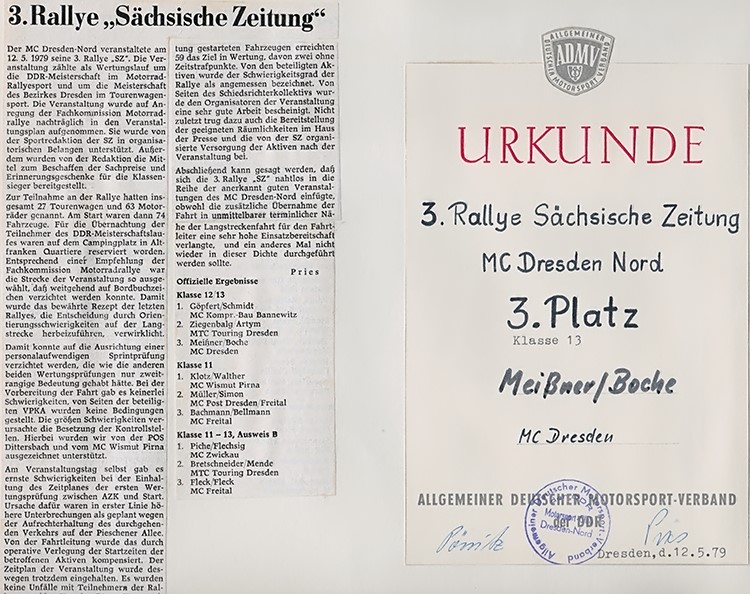 3. Rallye „Sächsische Zeitung“
Der MC Dresden-Nord veranstaltete am
12. 5. 1979 seine 3. Rallye „SZ“. Die Ver-
anstaltung zählte als Wertungslauf um
die DDR-Meisterschaft im Motorrad-
Rallyesport und um die Meisterschaft
des Bezirkes Dresden im Tourenwagen-
sport. Die Veranstaltung wurde auf An-
regung der Fachkommission Motorrad-
rallye nachträglich in den Veranstal-
tungsplan aufgenommen. Sie wurde von
der Sportredaktion der SZ in organisa-
torischen Belangen unterstützt. Außer-
dem wurden von der Redaktion die Mit-
tel zum Beschaffen der Sachpreise und
Erinnerungsgeschenke für die Klassen-
sieger bereitgestellt.
Zur Teilnahme an der Rallye hatten ins-
gesamt 27 Tourenwagen und 63 Motor-
räder genannt. Am Start waren dann 74
Fahrzeuge. Für die Übernachtung der
Teilnehmer des DDR-Meisterschaftslau-
fes waren auf dem Campingplatz in Alt-
franken Quartiere reserviert worden.
Entsprechend einer Empfehlung der
Fachkommission Motorradrallye war
die Strecke der Veranstaltung so ausge-
wählt, daß weitgehend auf Bordbuchzei-
chen verzichtet werden konnte. Damit
wurde das bewährte Rezept der letzten
Rallyes, die Entscheidung durch Orien-
tierungsschwierigkeiten auf der Lang-
strecke herbeizuführen, verwirklicht.
Damit konnte auf die Ausrichtung einer
personalaufwendigen Sprintprüfung
verzichtet werden, die wie die anderen
beiden Wertungsprüfungen nur zweit-
rangige Bedeutung gehabt hätte. Bei der
Vorbereitung der Fahrt gab es keinerlei
Schwierigkeiten, von Seiten der beteilig-
ten VPKA wurden keine Bedingungen
gestellt. Die größen Schwierigkeiten ver-
ursachte die Besetzung der Kontrollstel-
len. Hierbei wurden wir von der POS
Dittersbach und vom MC Wismut Pirna
ausgezeichnet unterstützt.
Am Veranstaltungstag selbst gab es
ernste Schwierigkeiten bei der Einhal-
tung des Zeitplanes der ersten Wer-
tungsprüfung zwischen AZK und Start.
Ursache dafür waren in erster Linie hö-
here Unterbrechungen als geplant wegen
der Aufrechterhaltung des durchgehen-
den Verkehrs auf der Pieschener Allee.
Von der Fahrtleitung wurde das durch
operative Verlegung der Startzeiten der
betroffenen Aktiven kompensiert. Der
Zeitplan der Veranstaltung wurde des-
wegen trotzdem eingehalten. Es wurden
keine Unfälle mit Teilnehmern der Ral-
tung gestarteten Fahrzeugen erreichten
59 das Ziel in Wertung, davon zwei ohne
Zeitstrafpunkte. Von den beteiligten Ak-
tiven wurde der Schwierigkeitsgrad der
Rallye als angemessen bezeichnet. Von
Seiten des Schiedsrichterkollektivs wur-
de den Organisatoren der Veranstaltung
eine sehr gute Arbeit bescheinigt. Nicht
zuletzt trug dazu auch die Bereitstellung
der geeigneten Räumlichkeiten im Haus
der Presse und die von der SZ organi-
sierte Versorgung der Aktiven nach der
Veranstaltung bei.
Abschließend kann gesagt werden, daß
sich die 3. Rallye „SZ“ nahtlos in die
Reihe der anerkannt guten Veranstal-
tungen des MC Dresden-Nord einfügte,
obwohl die zusätzliche Übernahme der
Fahrt in unmittelbarer terminlicher Nä-
he der Langstreckenfahrt für den Fahrt-
leiter eine sehr hohe Einsatzbereitschaft
verlangte, und ein anderes Mal nicht
wieder in dieser Dichte durchgeführt
werden sollte.
Pries
Offizielle Ergebnisse
Klasse 12/13
1. Göpfert/Schmidt
MC Kompr.-Bau Bannewitz
2. Ziegenbalg/Artym
MTC Touring Dresden
3. Meißner/Boche
MC Dresden
Klasse 11
1. Klotz/Walther
MC Wismut Pirna
2. Müller/Simon
MC Post Dresden/Freital
3. Bachmann/Bellmann
MC Freital
Klasse 11 – 13, Ausweis B
1. Piche/Flechsig
MC Zwickau
2. Bretschneider/Mende
MTC Touring Dresden
3. Fleck/Fleck
MC Freital
ALLGEMEINER
DEUTSCHER MOTORSPORT-VERBAND
ADMV
URKUNDE
3. Rallye Sächsische Zeitung
MC Dresden Nord
3. Platz
Klasse 13
Meißner/Boche
MC Dresden
ALLGEMEINER DEUTSCHER MOTORSPORT-VERBAND
der DDR
Allgemeiner Deutscher Motorsport-Verband
Dresden-Nord
Pries
Dresden, d. 12.5.79